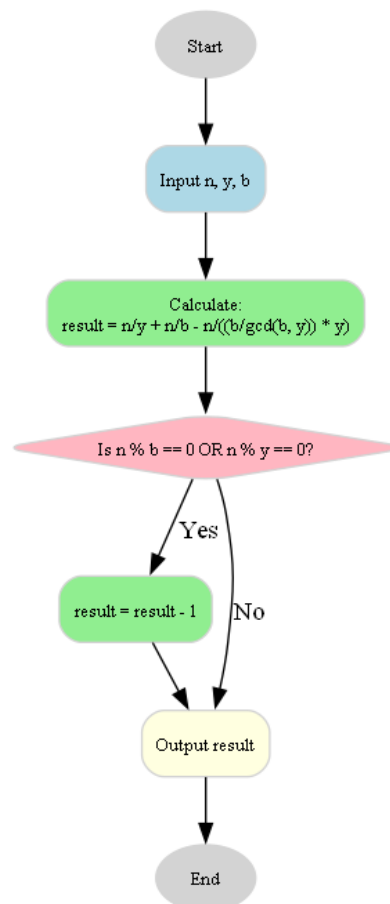 Start
Input n, y, b
Calculate:
result = n/y + n/b - n/((b/gcd(b, y)) * y)
Is n % b == 0 OR n % y == 0?
Yes
No
result = result - 1
Output result
End